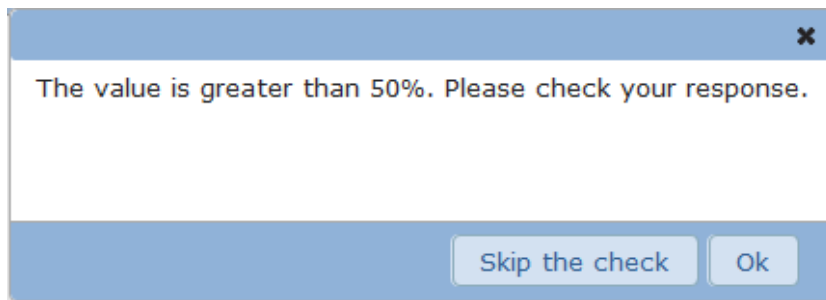 The value is greater than 50%. Please check your response.
Skip the check
Ok